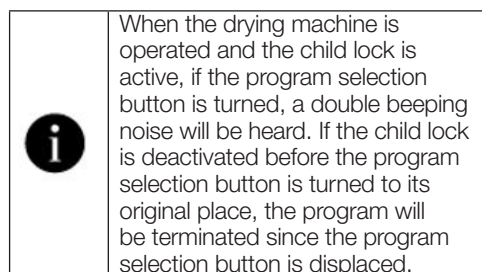 When the drying machine is
operated and the child lock is
active, if the program selection
button is turned, a double beeping
noise will be heard. If the child lock
is deactivated before the program
selection button is turned to its
original place, the program will
be terminated since the program
selection button is displaced.